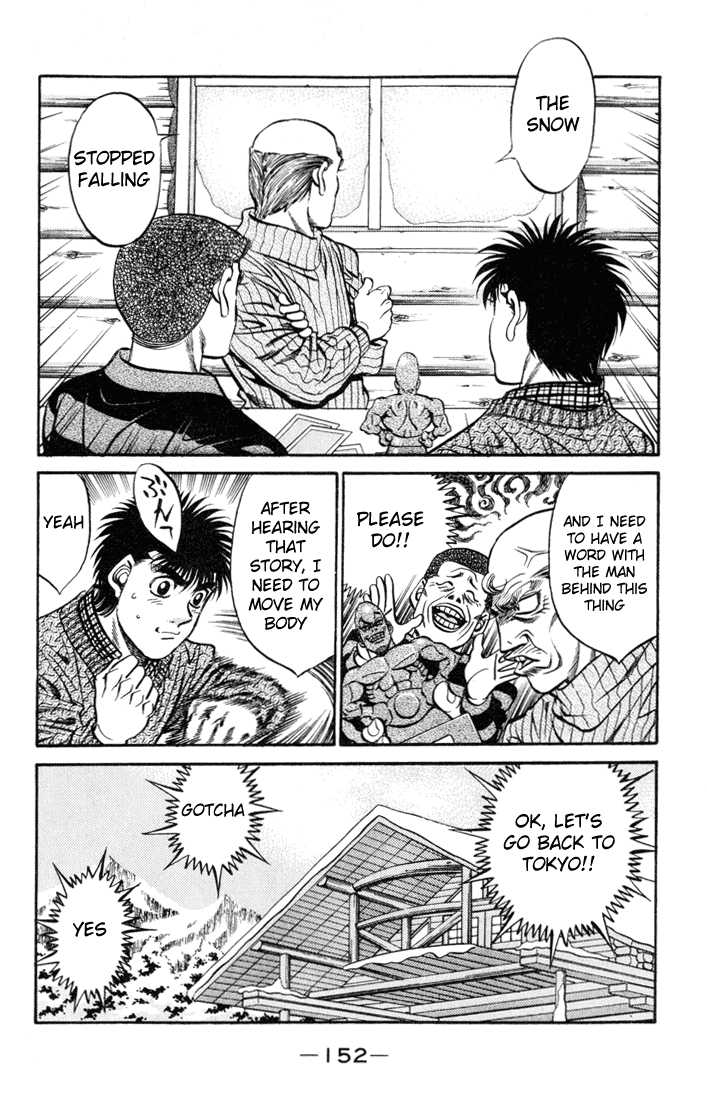 THE
SNOW
STOPPED
FALLING
AND I NEED
TO HAVE A
WORD WITH
THE MAN
BEHIND THIS
THING
PLEASE
DO!!
AFTER
HEARING
THAT
STORY, I
NEED TO
MOVE MY
BODY
YEAH
OK, LET'S
GO BACK TO
TOKYO!!
GOTCHA
YES
—152—